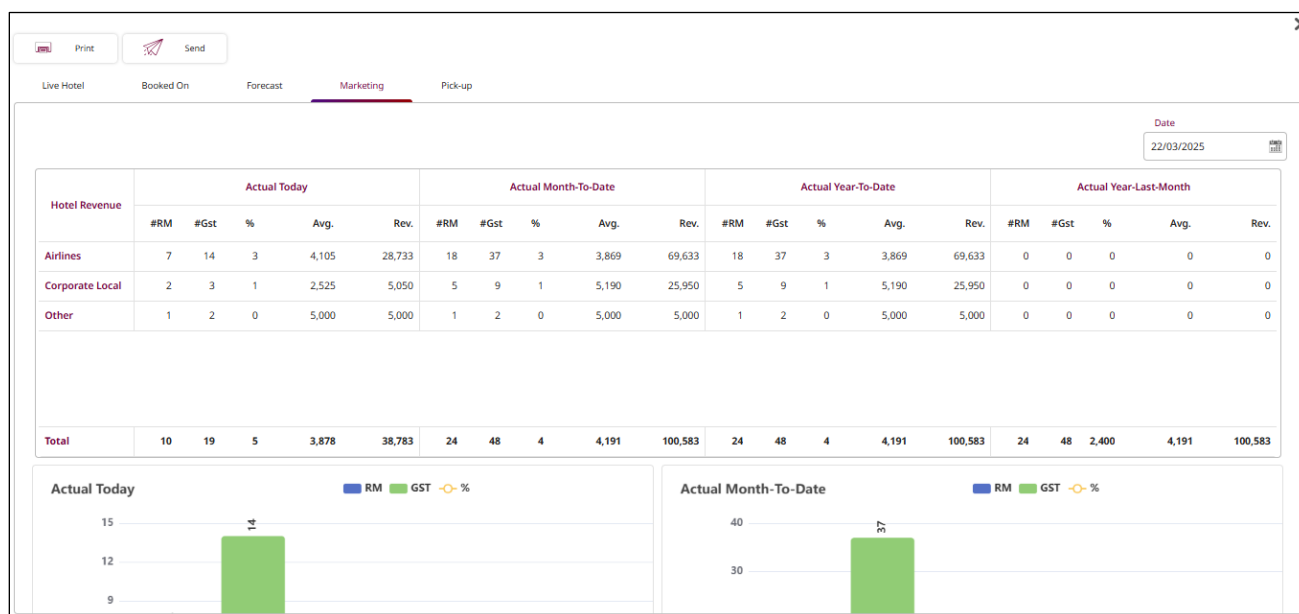 Print Send
Live Hotel Booked On Forecast Marketing Pick-up
Date
22/03/2025
Hotel Revenue Actual Today Actual Month-To-Date Actual Year-To-Date Actual Year-Last-Month
#RM #Gst % Avg. Rev. #RM #Gst % Avg. Rev. #RM #Gst % Avg. Rev. #RM #Gst % Avg. Rev.
Airlines 7 14 3 4,105 28,733 18 37 3 3,869 69,633 18 37 3 3,869 69,633 0 0 0 0 0
Corporate Local 2 3 1 2,525 5,050 5 9 1 5,190 25,950 5 9 1 5,190 25,950 0 0 0 0 0
Other 1 2 0 5,000 5,000 1 2 0 5,000 5,000 1 2 0 5,000 5,000 0 0 0 0 0
Total 10 19 5 3,878 38,783 24 48 4 4,191 100,583 24 48 4 4,191 100,583 24 48 2,400 4,191 100,583
Actual Today RM GST % Actual Month-To-Date RM GST %
15 14 40 37
12 30
9